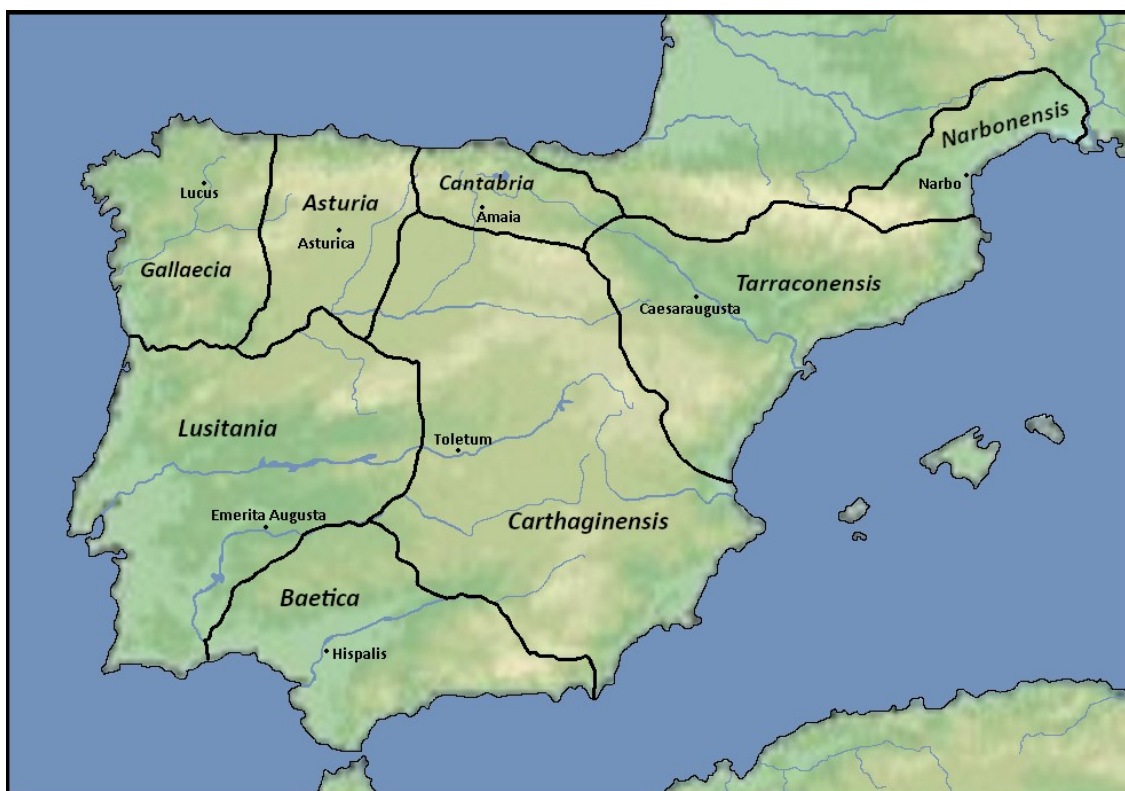 Narbonensis
Cantabria
Narbo
Lucus
Asturia
Amaia
Asturica
Gallaecia
Tarraconensis
Caesaraugusta
Lusitania
Toletum
Emerita Augusta
Carthaginensis
Baetica
Hispalis